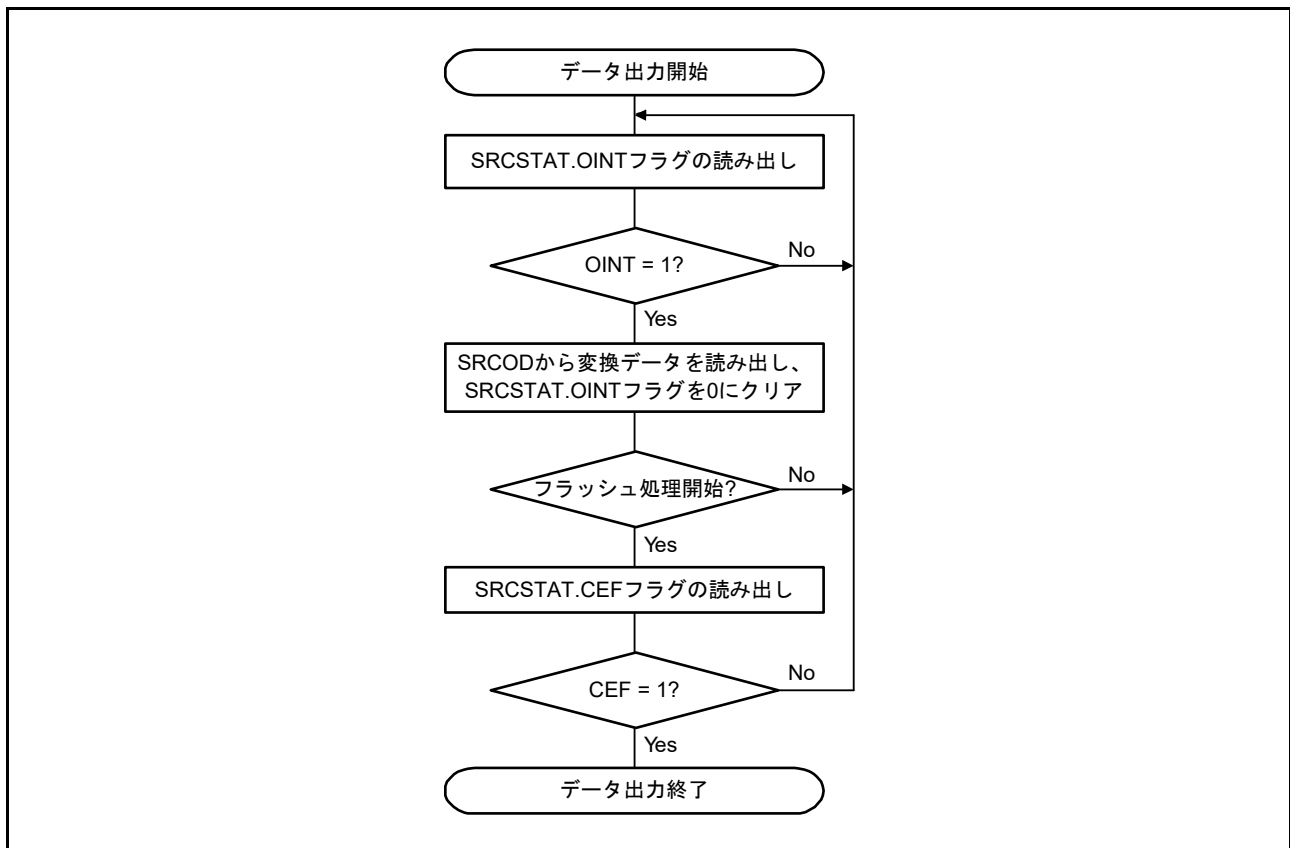 データ出力開始
SRCSTAT.OINTフラグの読み出し
OINT = 1?
No
Yes
SRCODから変換データを読み出し、
SRCSTAT.OINTフラグを0にクリア
フラッシュ処理開始?
No
Yes
SRCSTAT.CEFフラグの読み出し
CEF = 1?
No
Yes
データ出力終了